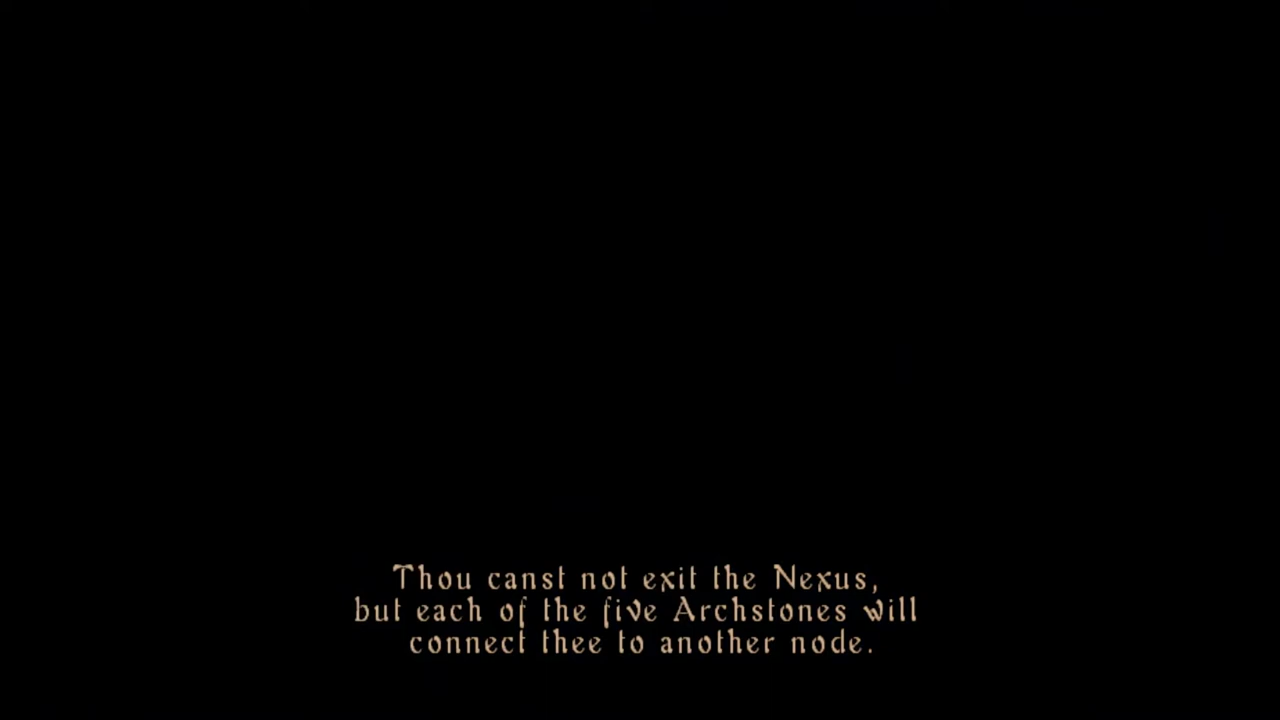 Thou canst not exit the Nexus,
but each of the five Archstones will
connect thee to another node.